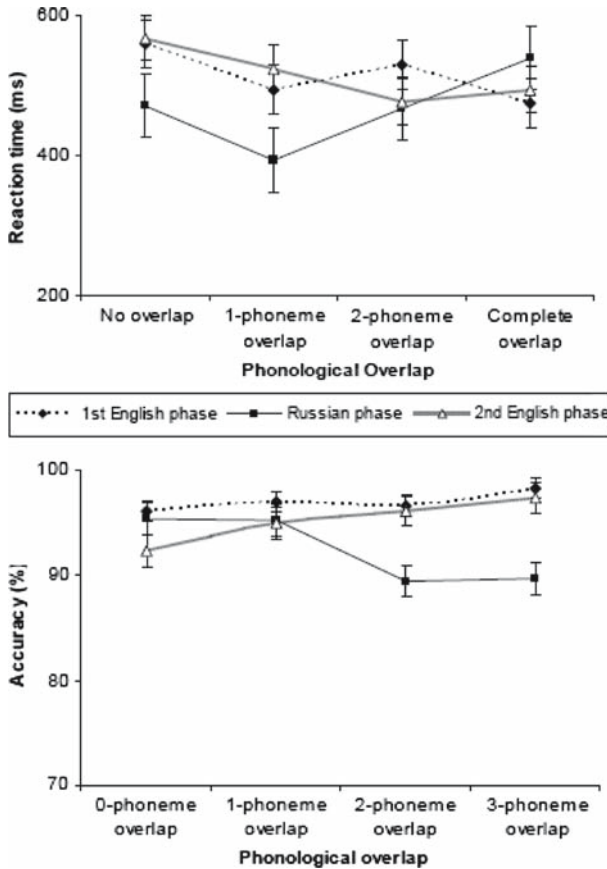 600
400
200
Reaction time (ms)
No overlap
1-phoneme overlap
2-phoneme overlap
Complete overlap
Phonological Overlap
1st English phase
Russian phase
2nd English phase
100
90
80
70
Accuracy (%)
0-phoneme overlap
1-phoneme overlap
2-phoneme overlap
3-phoneme overlap
Phonological overlap